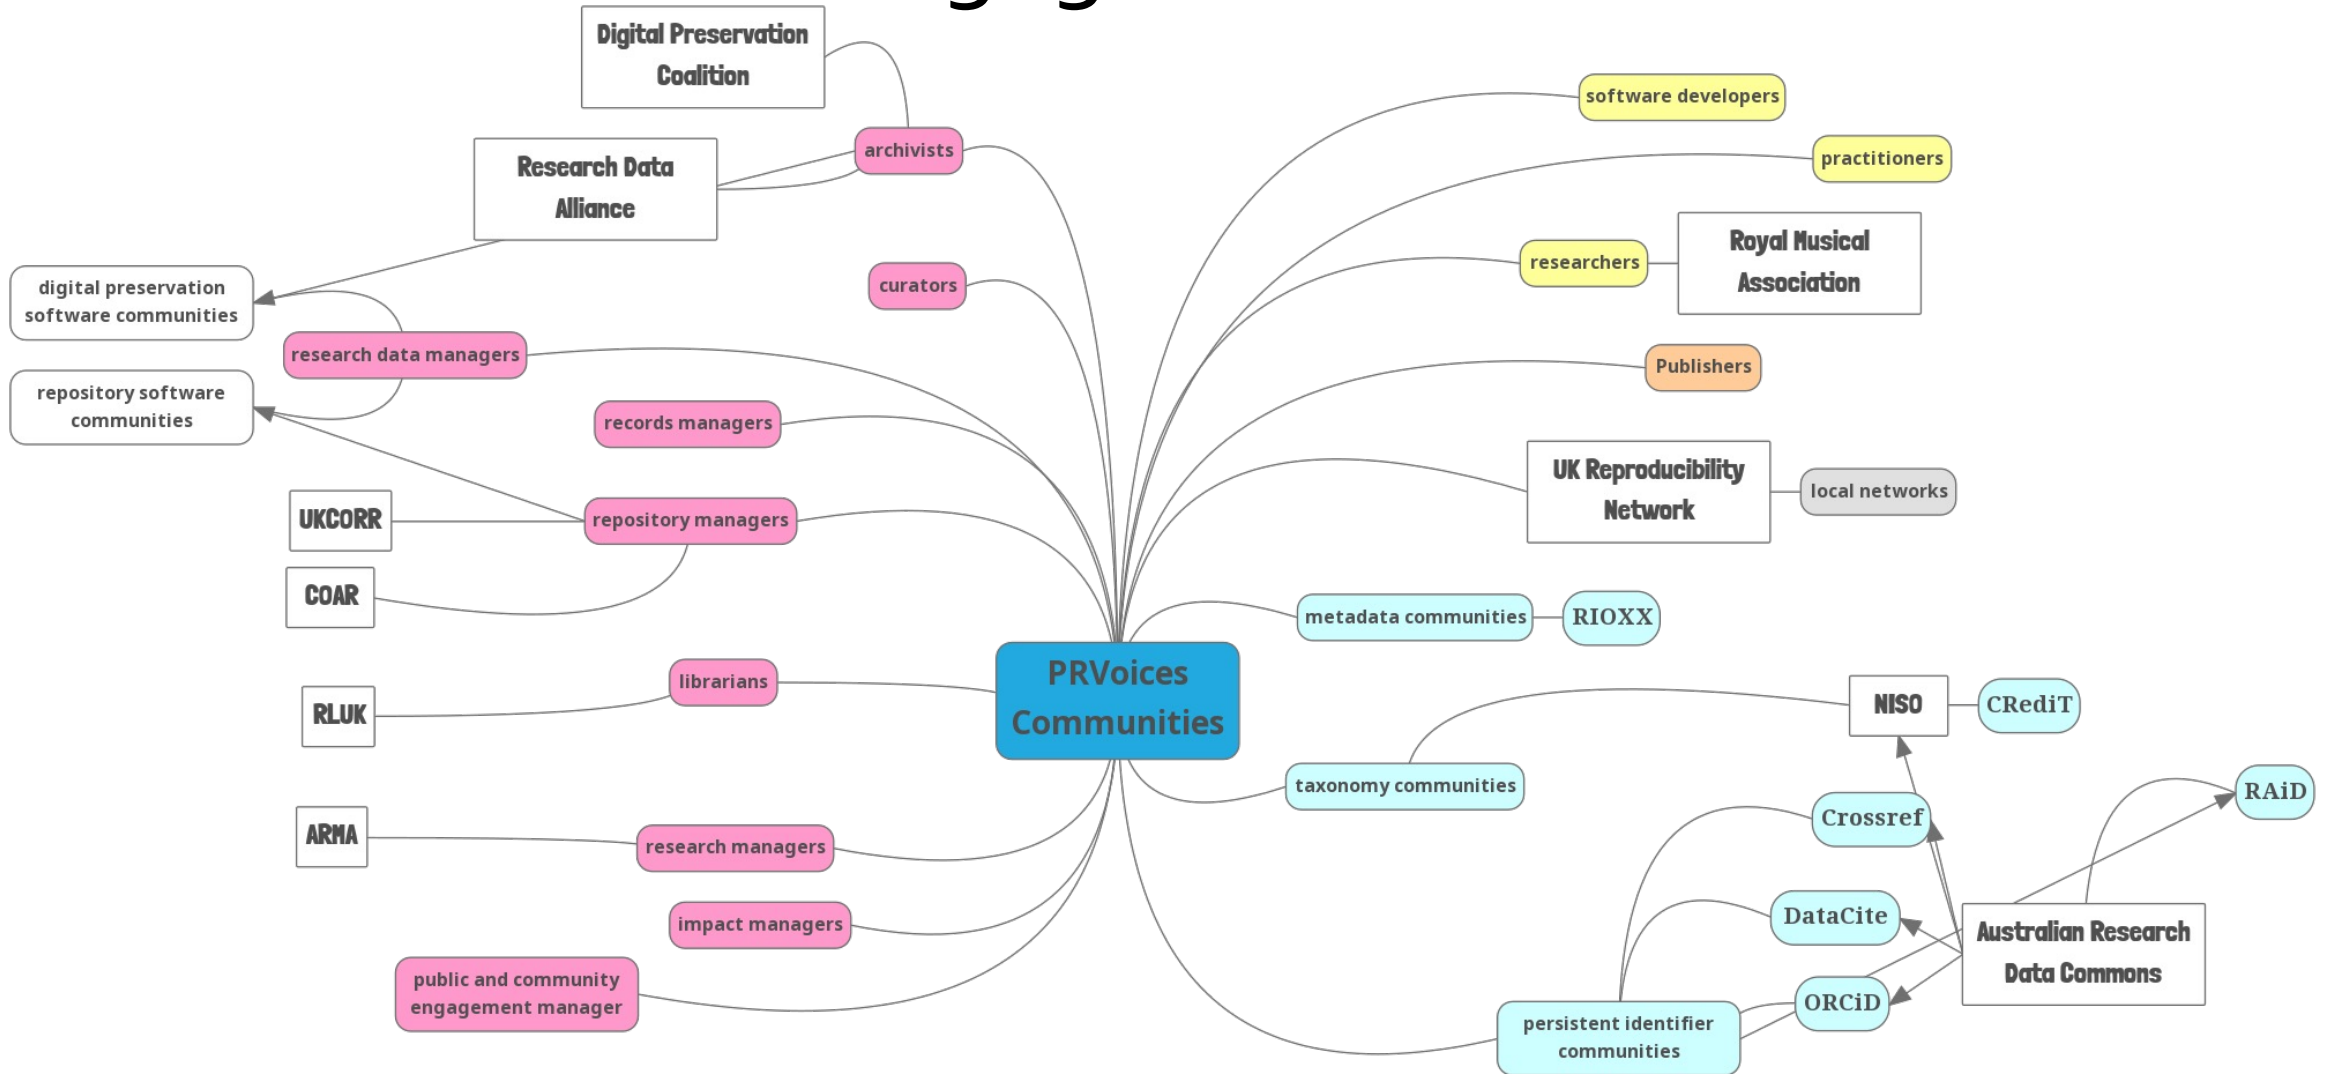 Digital Preservation
Coalition
software developers
archivists
practitioners
Research Data
Alliance
Royal Musical
Association
researchers
curators
digital preservation
software communities
research data managers
Publishers
repository software
communities
records managers
UK Reproducibility
Network
local networks
UKCORR
repository managers
COAR
metadata communities
RIOXX
PRVoices
Communities
librarians
RLUK
NISO
CRediT
taxonomy communities
RAiD
Crossref
ARMA
research managers
impact managers
DataCite
Australian Research
Data Commons
public and community
engagement manager
ORCiD
persistent identifier
communities